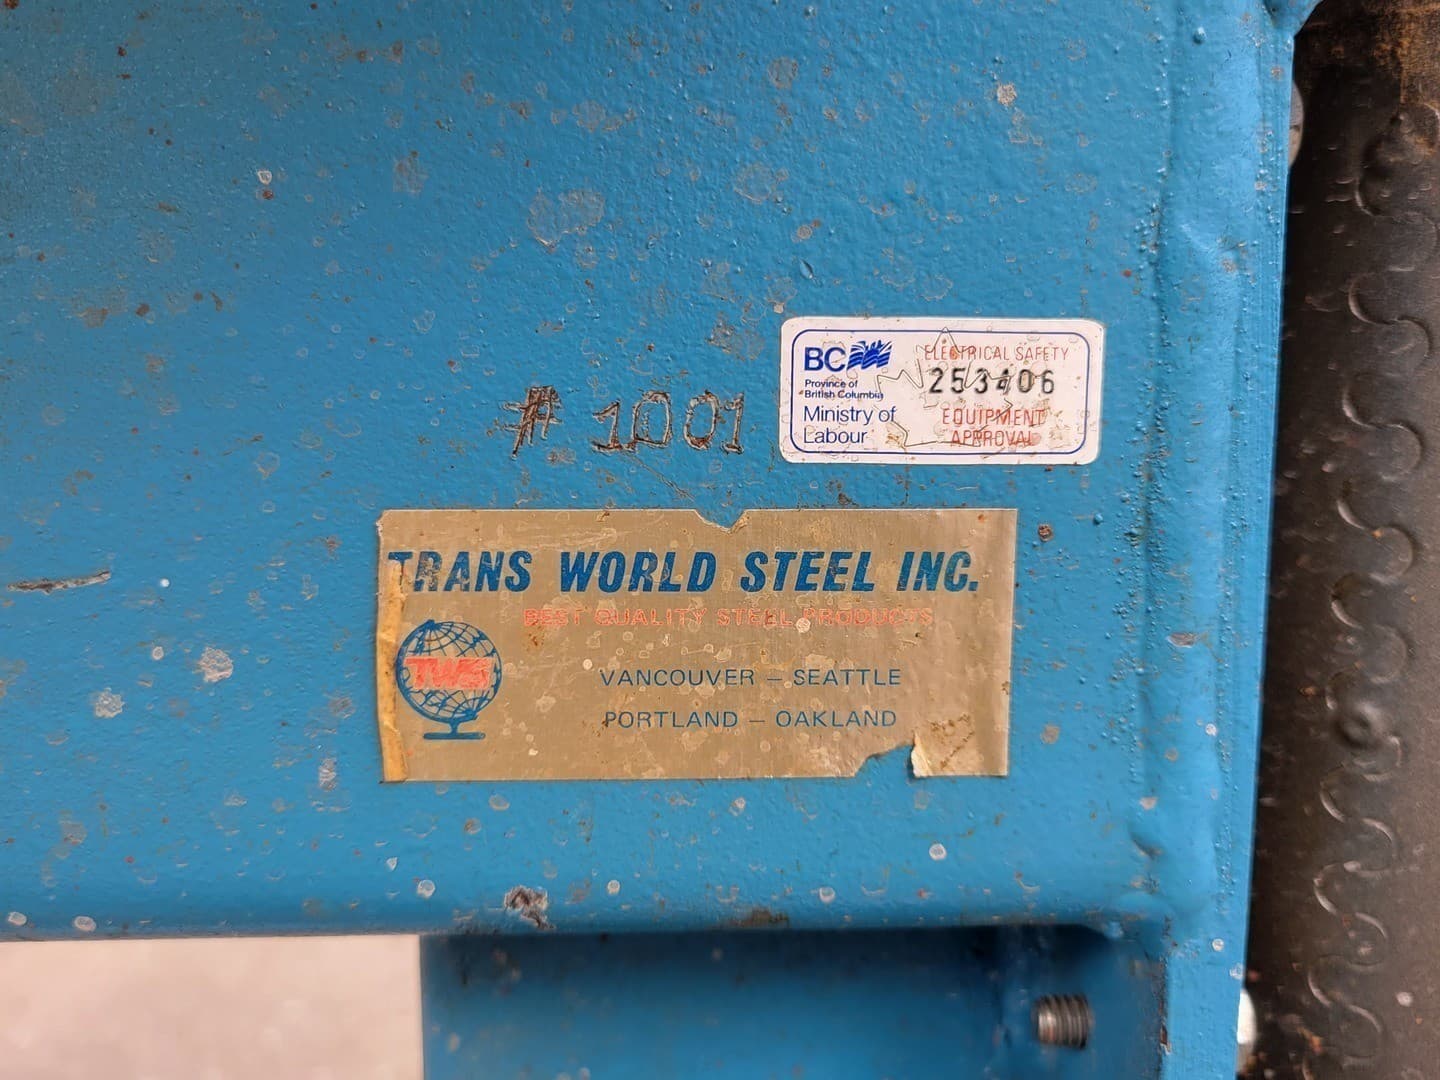 BC
Province of
British Columbia
Ministry of
Labour
ELECTRICAL SAFETY
253406
EQUIPMENT
APPROVAL
# 1001
TRANS WORLD STEEL INC.
BEST QUALITY STEEL PRODUCTS
TWS
VANCOUVER – SEATTLE
PORTLAND – OAKLAND